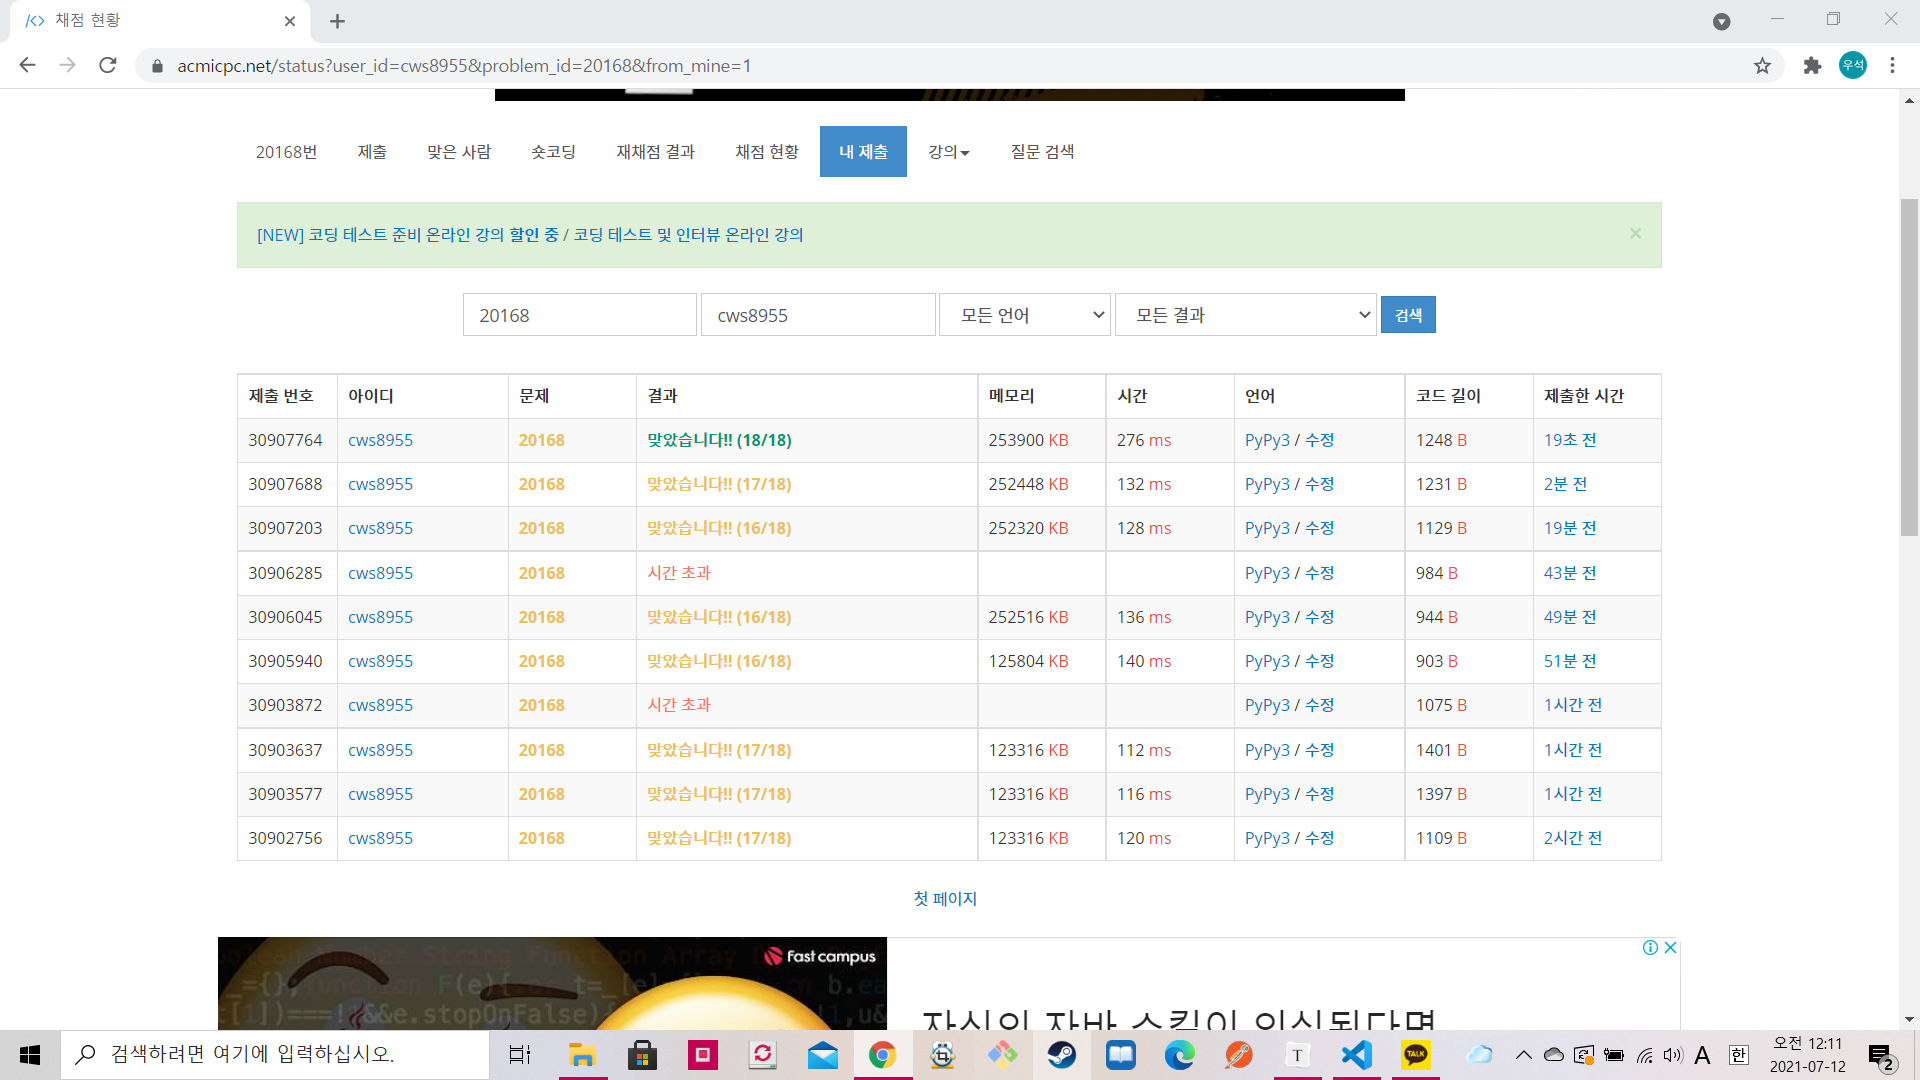 채점 현황
acmicpc.net/status?user_id=cws8955&problem_id=20168&from_mine=1
우석
20168번 제출 맞은 사람 숏코딩 재채점 결과 채점 현황 내 제출 강의 질문 검색
[NEW] 코딩 테스트 준비 온라인 강의 할인 중 / 코딩 테스트 및 인터뷰 온라인 강의 ×
20168 cws8955 모든 언어 모든 결과 검색
제출 번호 아이디 문제 결과 메모리 시간 언어 코드 길이 제출한 시간
30907764 cws8955 20168 맞았습니다!! (18/18) 253900 KB 276 ms PyPy3 / 수정 1248 B 19초 전
30907688 cws8955 20168 맞았습니다!! (17/18) 252448 KB 132 ms PyPy3 / 수정 1231 B 2분 전
30907203 cws8955 20168 맞았습니다!! (16/18) 252320 KB 128 ms PyPy3 / 수정 1129 B 19분 전
30906285 cws8955 20168 시간 초과 PyPy3 / 수정 984 B 43분 전
30906045 cws8955 20168 맞았습니다!! (16/18) 252516 KB 136 ms PyPy3 / 수정 944 B 49분 전
30905940 cws8955 20168 맞았습니다!! (16/18) 125804 KB 140 ms PyPy3 / 수정 903 B 51분 전
30903872 cws8955 20168 시간 초과 PyPy3 / 수정 1075 B 1시간 전
30903637 cws8955 20168 맞았습니다!! (17/18) 123316 KB 112 ms PyPy3 / 수정 1401 B 1시간 전
30903577 cws8955 20168 맞았습니다!! (17/18) 123316 KB 116 ms PyPy3 / 수정 1397 B 1시간 전
30902756 cws8955 20168 맞았습니다!! (17/18) 123316 KB 120 ms PyPy3 / 수정 1109 B 2시간 전
첫 페이지
Fast campus
자신의 자바 스킬이 의심된다면
검색하려면 여기에 입력하십시오.
T
TALK
A 한
오전 12:11
2021-07-12
2